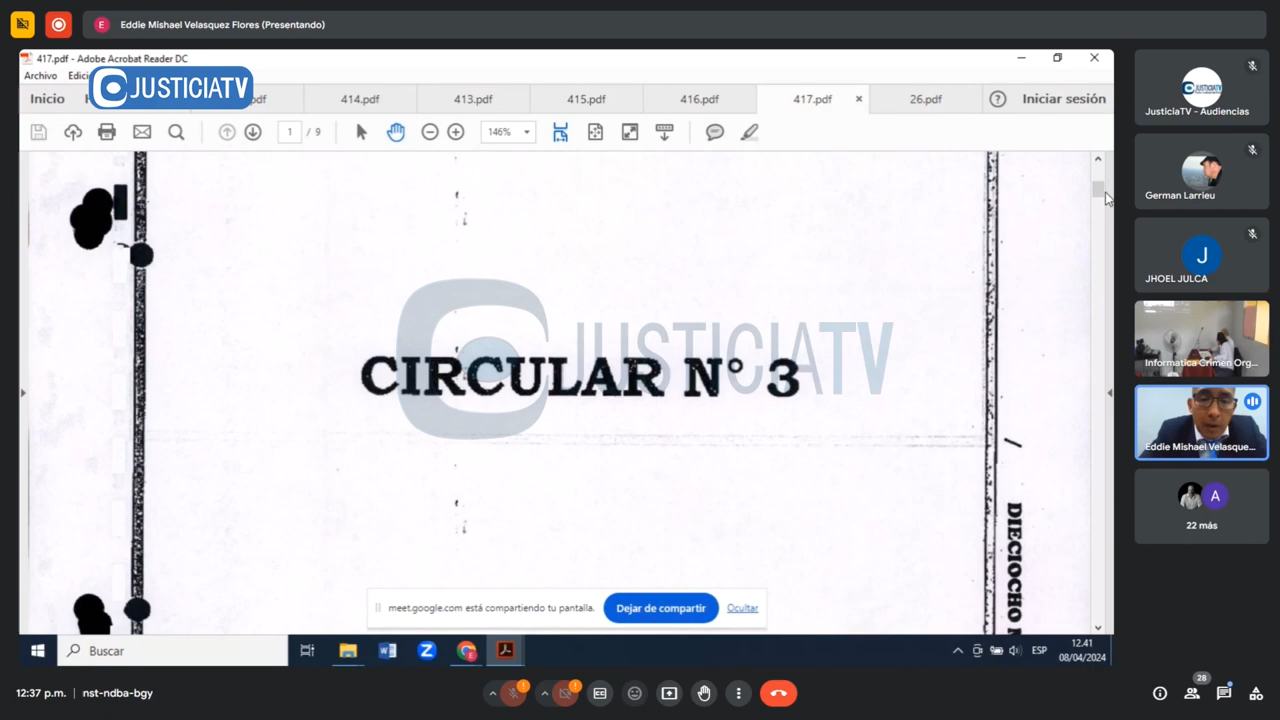 Eddie Mishael Velasquez Flores (Presentando)
417.pdf - Adobe Acrobat Reader DC
Archivo
JUSTICIATV
Inicio
414.pdf
413.pdf
415.pdf
416.pdf
417.pdf
26.pdf
Iniciar sesión
1 / 9
146%
CIRCULAR N° 3
JUSTICIATV
DIECIOCHO
meet.google.com está compartiendo tu pantalla.
Dejar de compartir
Ocultar
Buscar
ESP
12.41
08/04/2024
JusticiaTV - Audiencias
German Larrieu
J
JHOEL JULCA
Informatica Crimen Org...
Eddie Mishael Velasque...
A
22 más
12:37 p.m.
nst-ndba-bgy
28